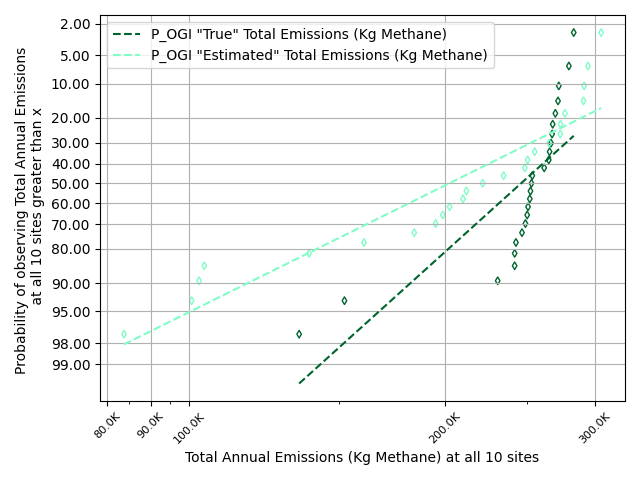 P_OGI "True" Total Emissions (Kg Methane)
P_OGI "Estimated" Total Emissions (Kg Methane)
Probability of observing Total Annual Emissions
at all 10 sites greater than x
2.00
5.00
10.00
20.00
30.00
40.00
50.00
60.00
70.00
80.00
90.00
95.00
98.00
99.00
80.0K
90.0K
100.0K
200.0K
300.0K
Total Annual Emissions (Kg Methane) at all 10 sites